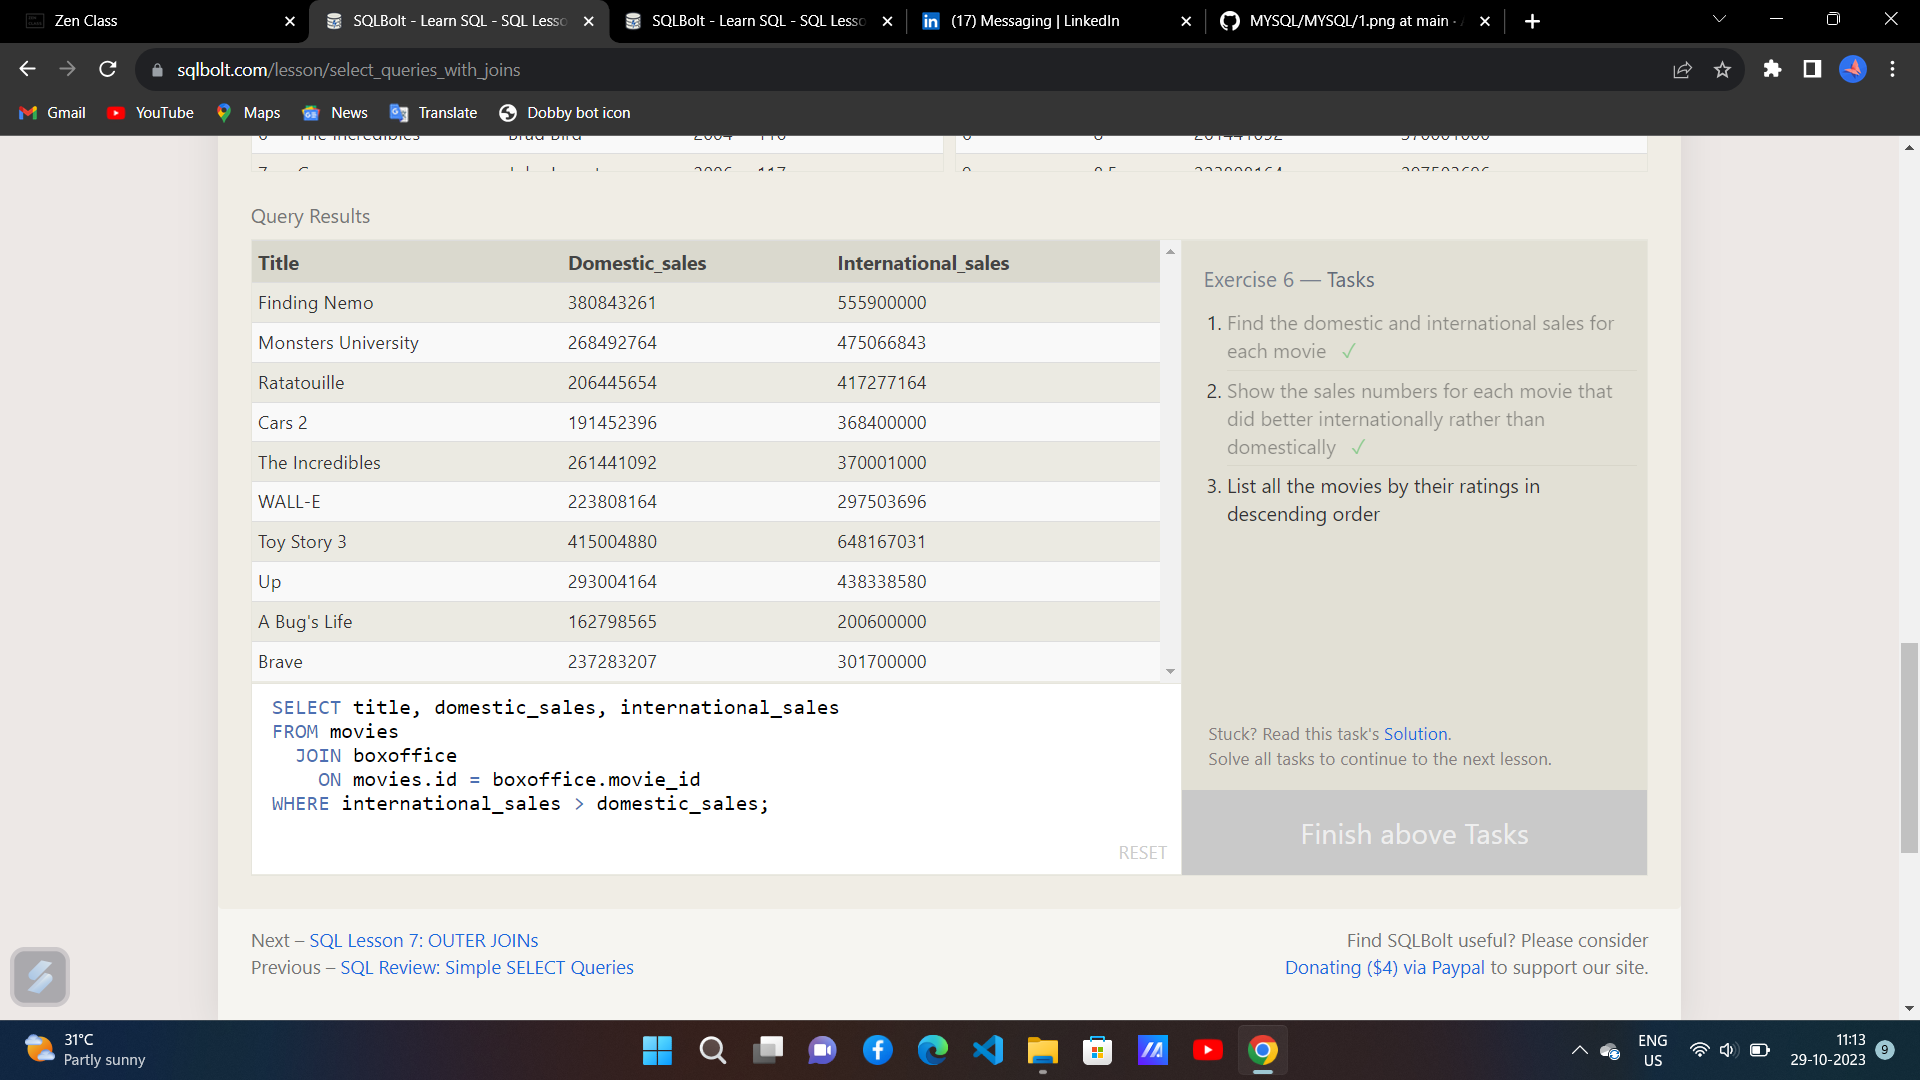 Zen Class
SQLBolt - Learn SQL - SQL Lesso
SQLBolt - Learn SQL - SQL Lesso
(17) Messaging | LinkedIn
MYSQL/MYSQL/1.png at main ·
sqlbolt.com/lesson/select_queries_with_joins
Gmail
YouTube
Maps
News
Translate
Dobby bot icon
Query Results
Title Domestic_sales International_sales
Finding Nemo 380843261 555900000
Monsters University 268492764 475066843
Ratatouille 206445654 417277164
Cars 2 191452396 368400000
The Incredibles 261441092 370001000
WALL-E 223808164 297503696
Toy Story 3 415004880 648167031
Up 293004164 438338580
A Bug's Life 162798565 200600000
Brave 237283207 301700000
SELECT title, domestic_sales, international_sales
FROM movies
JOIN boxoffice
ON movies.id = boxoffice.movie_id
WHERE international_sales > domestic_sales;
RESET
Exercise 6 — Tasks
1. Find the domestic and international sales for
each movie ✓
2. Show the sales numbers for each movie that
did better internationally rather than
domestically ✓
3. List all the movies by their ratings in
descending order
Stuck? Read this task's Solution.
Solve all tasks to continue to the next lesson.
Finish above Tasks
Next – SQL Lesson 7: OUTER JOINs
Previous – SQL Review: Simple SELECT Queries
Find SQLBolt useful? Please consider
Donating ($4) via Paypal to support our site.
31°C
Partly sunny
ENG
US
11:13
29-10-2023
9